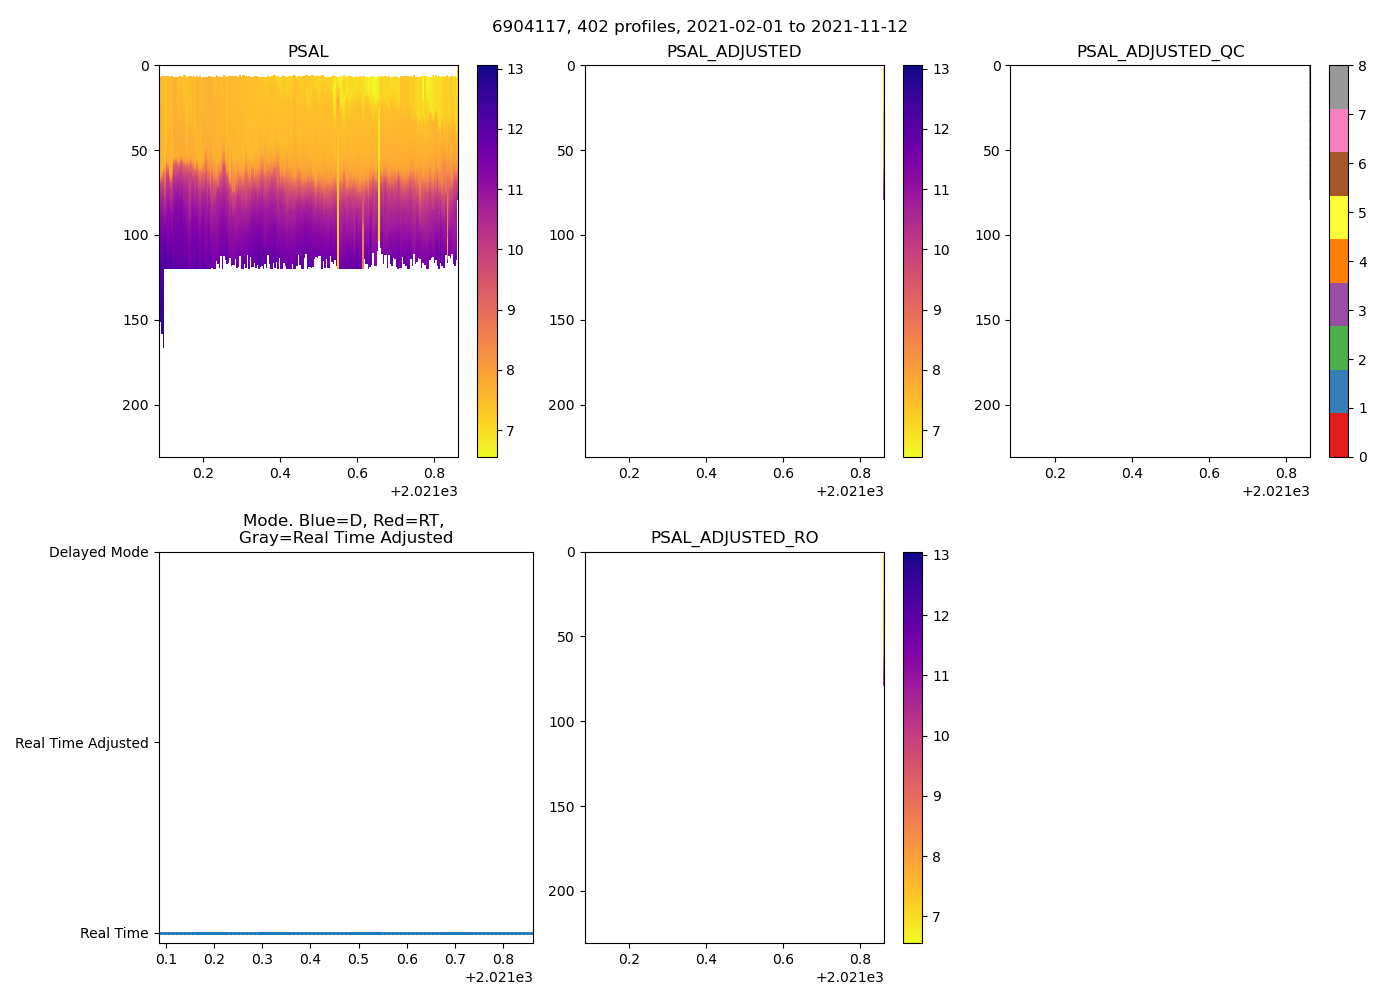 6904117, 402 profiles, 2021-02-01 to 2021-11-12
PSAL
0
50
100
150
200
0.2 0.4 0.6 0.8
+2.021e3
13
12
11
10
9
8
7
PSAL_ADJUSTED
0
50
100
150
200
0.2 0.4 0.6 0.8
+2.021e3
13
12
11
10
9
8
7
PSAL_ADJUSTED_QC
0
50
100
150
200
0.2 0.4 0.6 0.8
+2.021e3
8
7
6
5
4
3
2
1
0
Mode. Blue=D, Red=RT,
Gray=Real Time Adjusted
Delayed Mode
Real Time Adjusted
Real Time
0.1 0.2 0.3 0.4 0.5 0.6 0.7 0.8
+2.021e3
PSAL_ADJUSTED_RO
0
50
100
150
200
0.2 0.4 0.6 0.8
+2.021e3
13
12
11
10
9
8
7